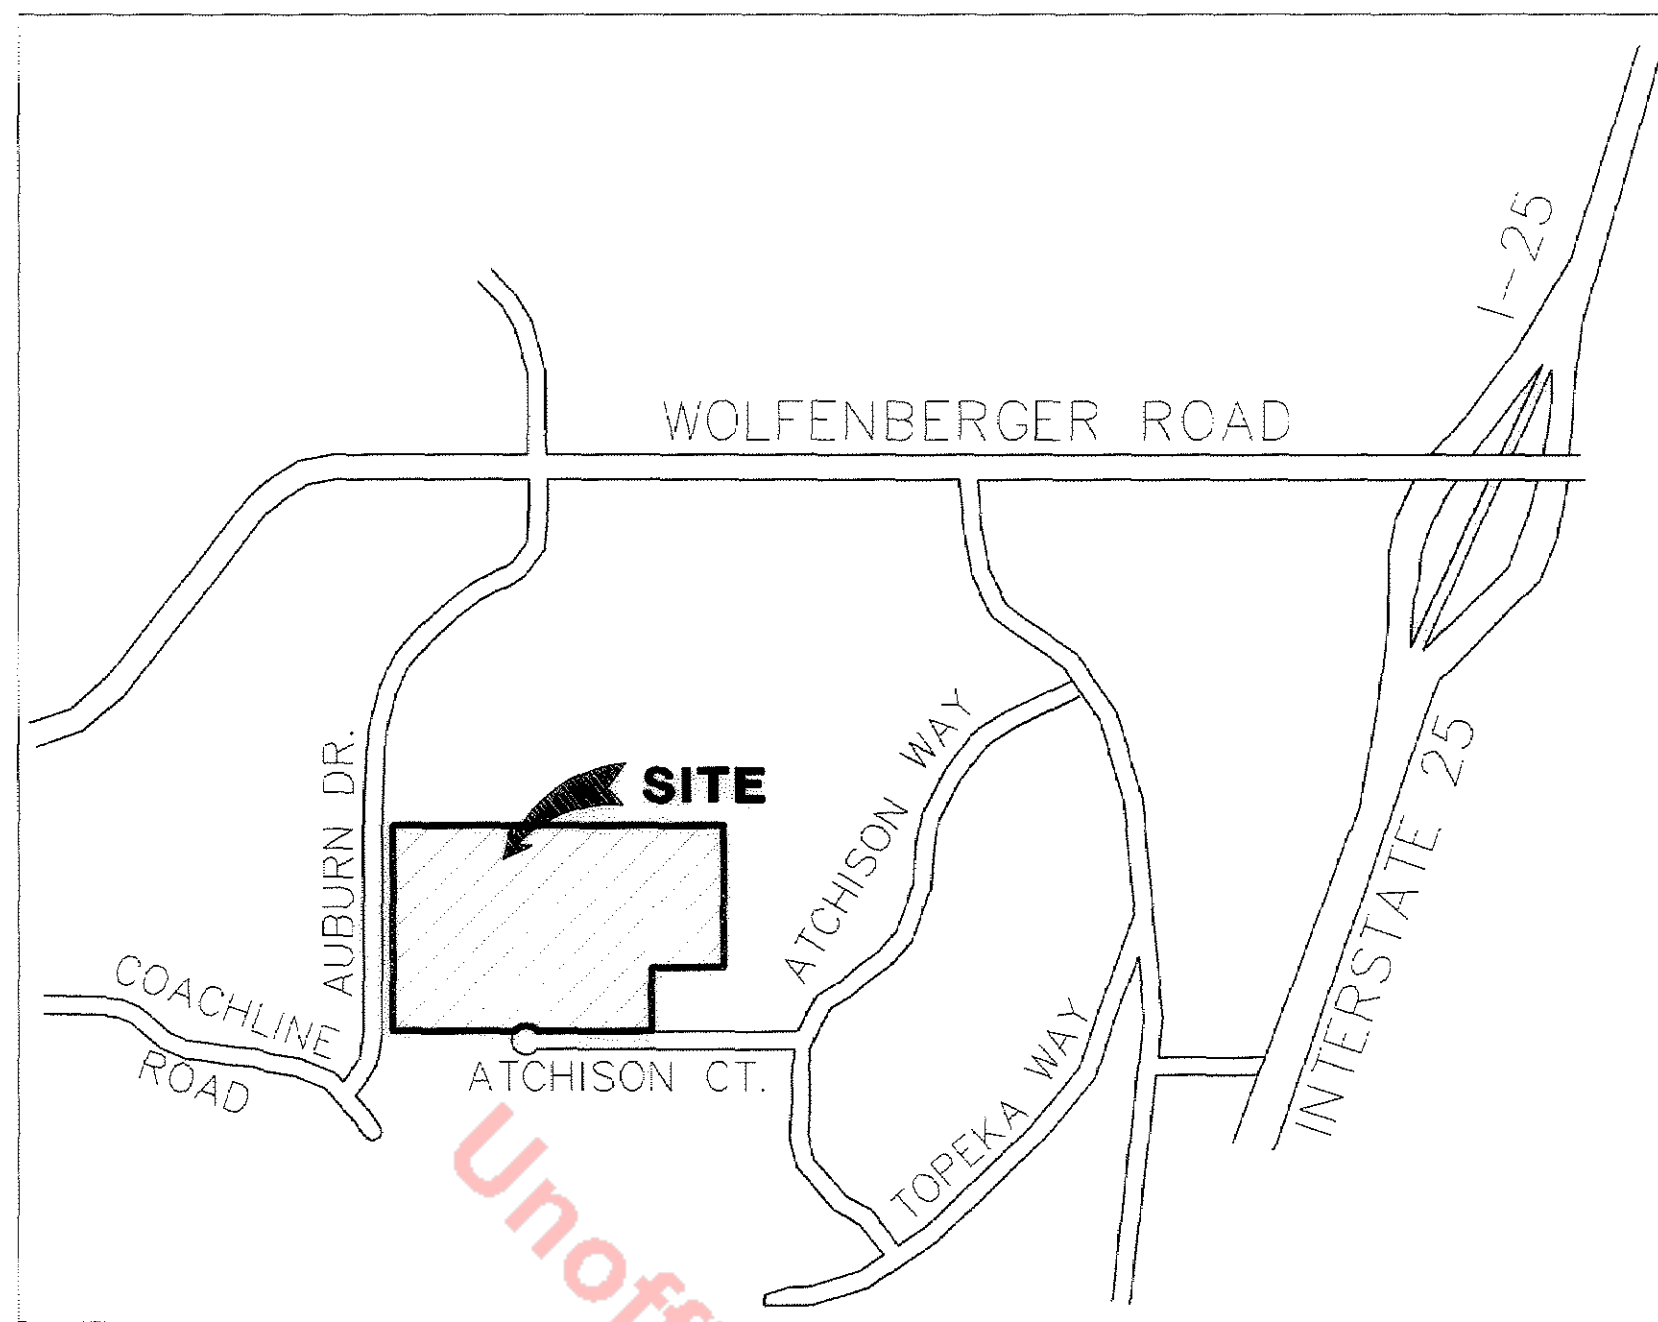 I-25
WOLFENBERGER ROAD
ATCHISON WAY
INTERSTATE 25
AUBURN DR.
SITE
COACHLINE
ROAD
ATCHISON CT.
TOPEKA WAY
Unoff